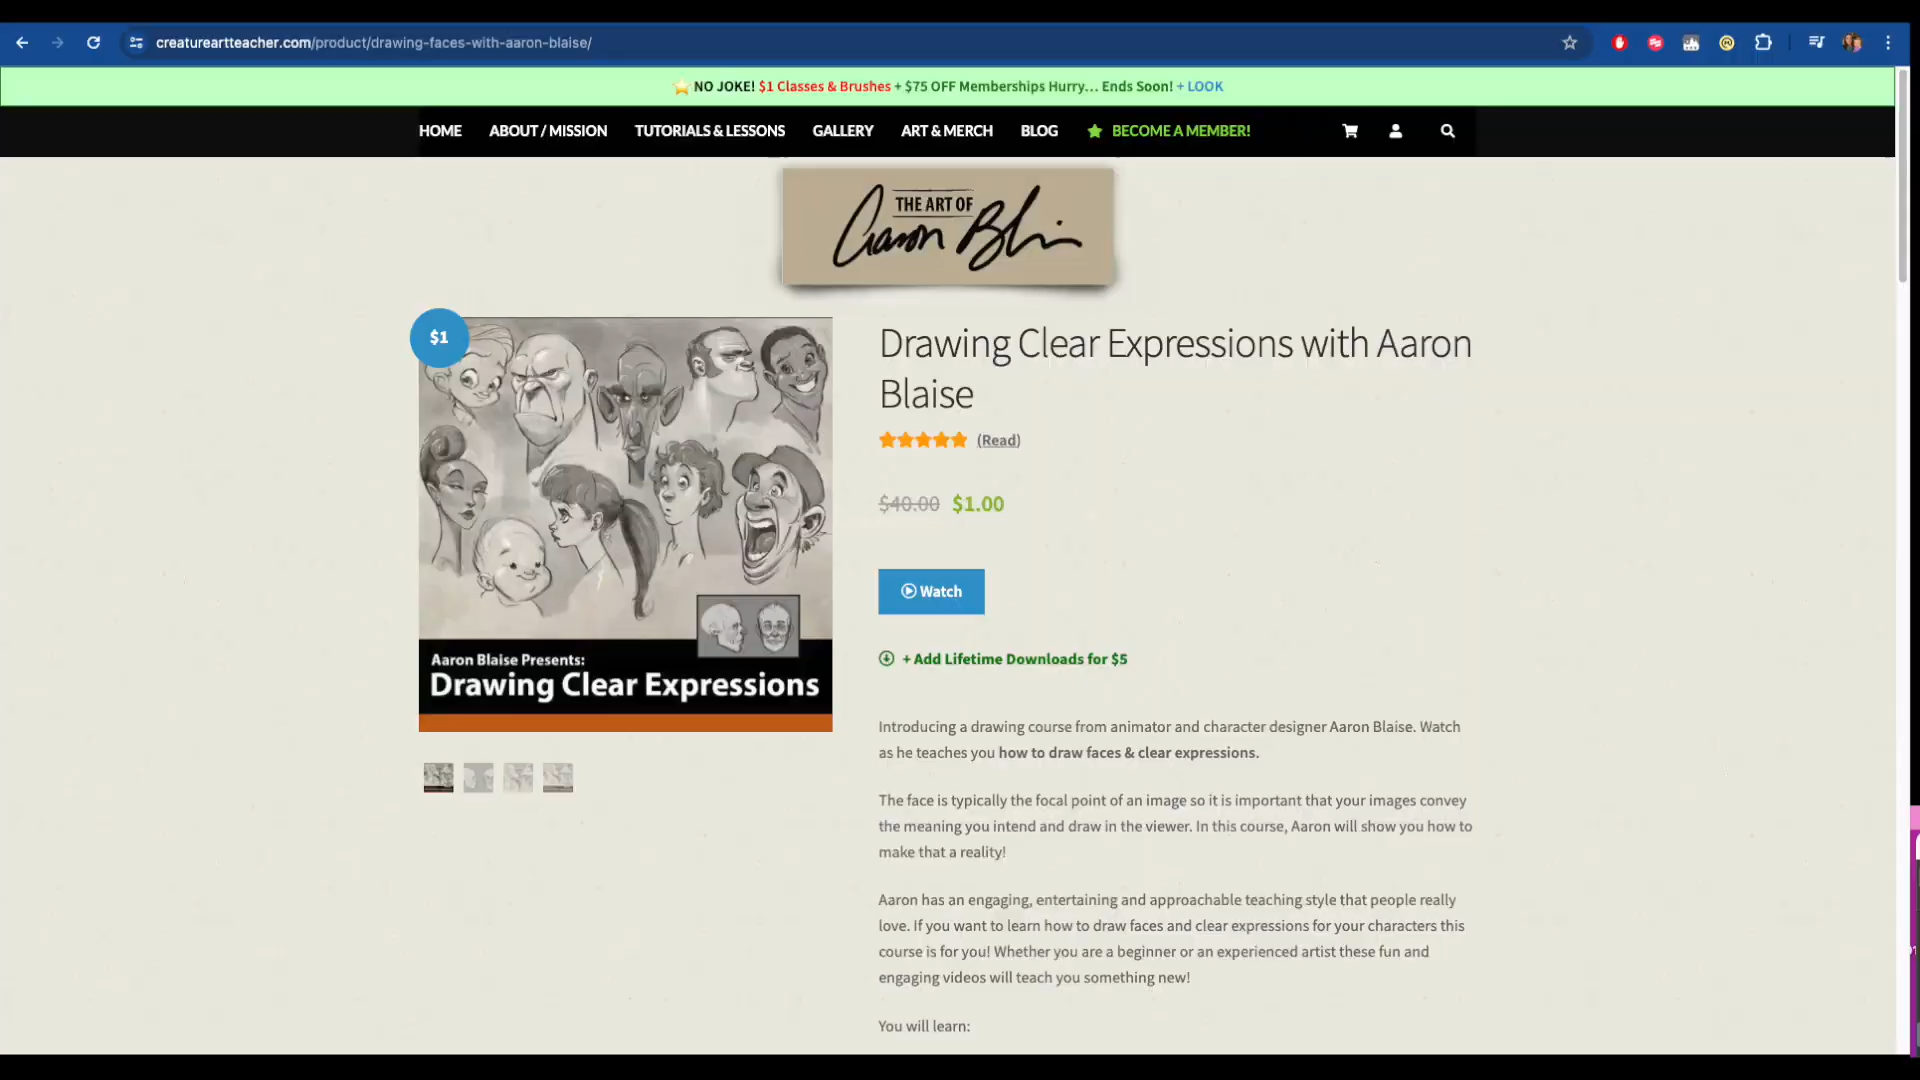 creatureartteacher.com/product/drawing-faces-with-aaron-blaise/
NO JOKE! $1 Classes & Brushes + $75 OFF Memberships Hurry... Ends Soon! + LOOK
HOME ABOUT / MISSION TUTORIALS & LESSONS GALLERY ART & MERCH BLOG BECOME A MEMBER!
THE ART OF
Aaron Blaise
$1
Drawing Clear Expressions with Aaron
Blaise
(Read)
$40.00 $1.00
Watch
+ Add Lifetime Downloads for $5
Aaron Blaise Presents:
Drawing Clear Expressions
Introducing a drawing course from animator and character designer Aaron Blaise. Watch
as he teaches you how to draw faces & clear expressions.
The face is typically the focal point of an image so it is important that your images convey
the meaning you intend and draw in the viewer. In this course, Aaron will show you how to
make that a reality!
Aaron has an engaging, entertaining and approachable teaching style that people really
love. If you want to learn how to draw faces and clear expressions for your characters this
course is for you! Whether you are a beginner or an experienced artist these fun and
engaging videos will teach you something new!
You will learn: